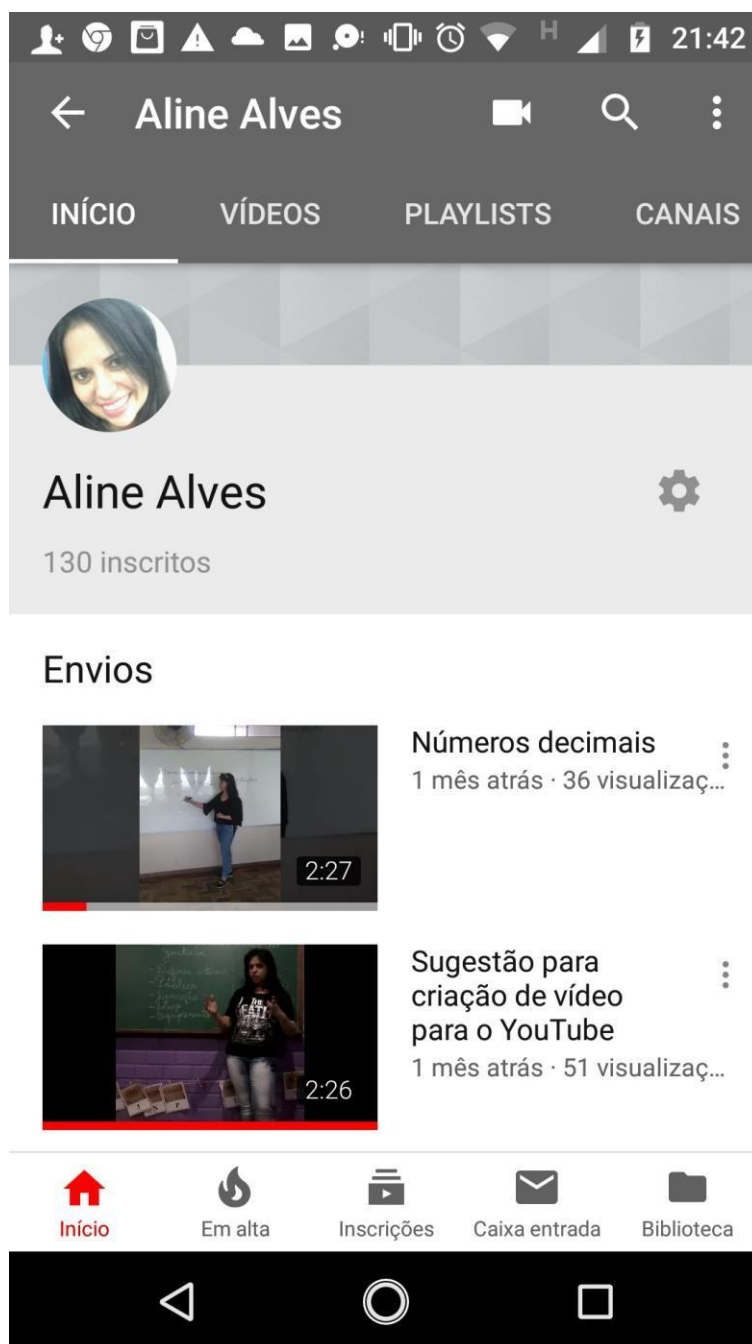 H 21:42
Aline Alves
INÍCIO VÍDEOS PLAYLISTS CANAIS
Aline Alves
130 inscritos
Envios
Números decimais
1 mês atrás · 36 visualizaç...
2:27
Sugestão para
criação de vídeo
para o YouTube
1 mês atrás · 51 visualizaç...
2:26
Início Em alta Inscrições Caixa entrada Biblioteca